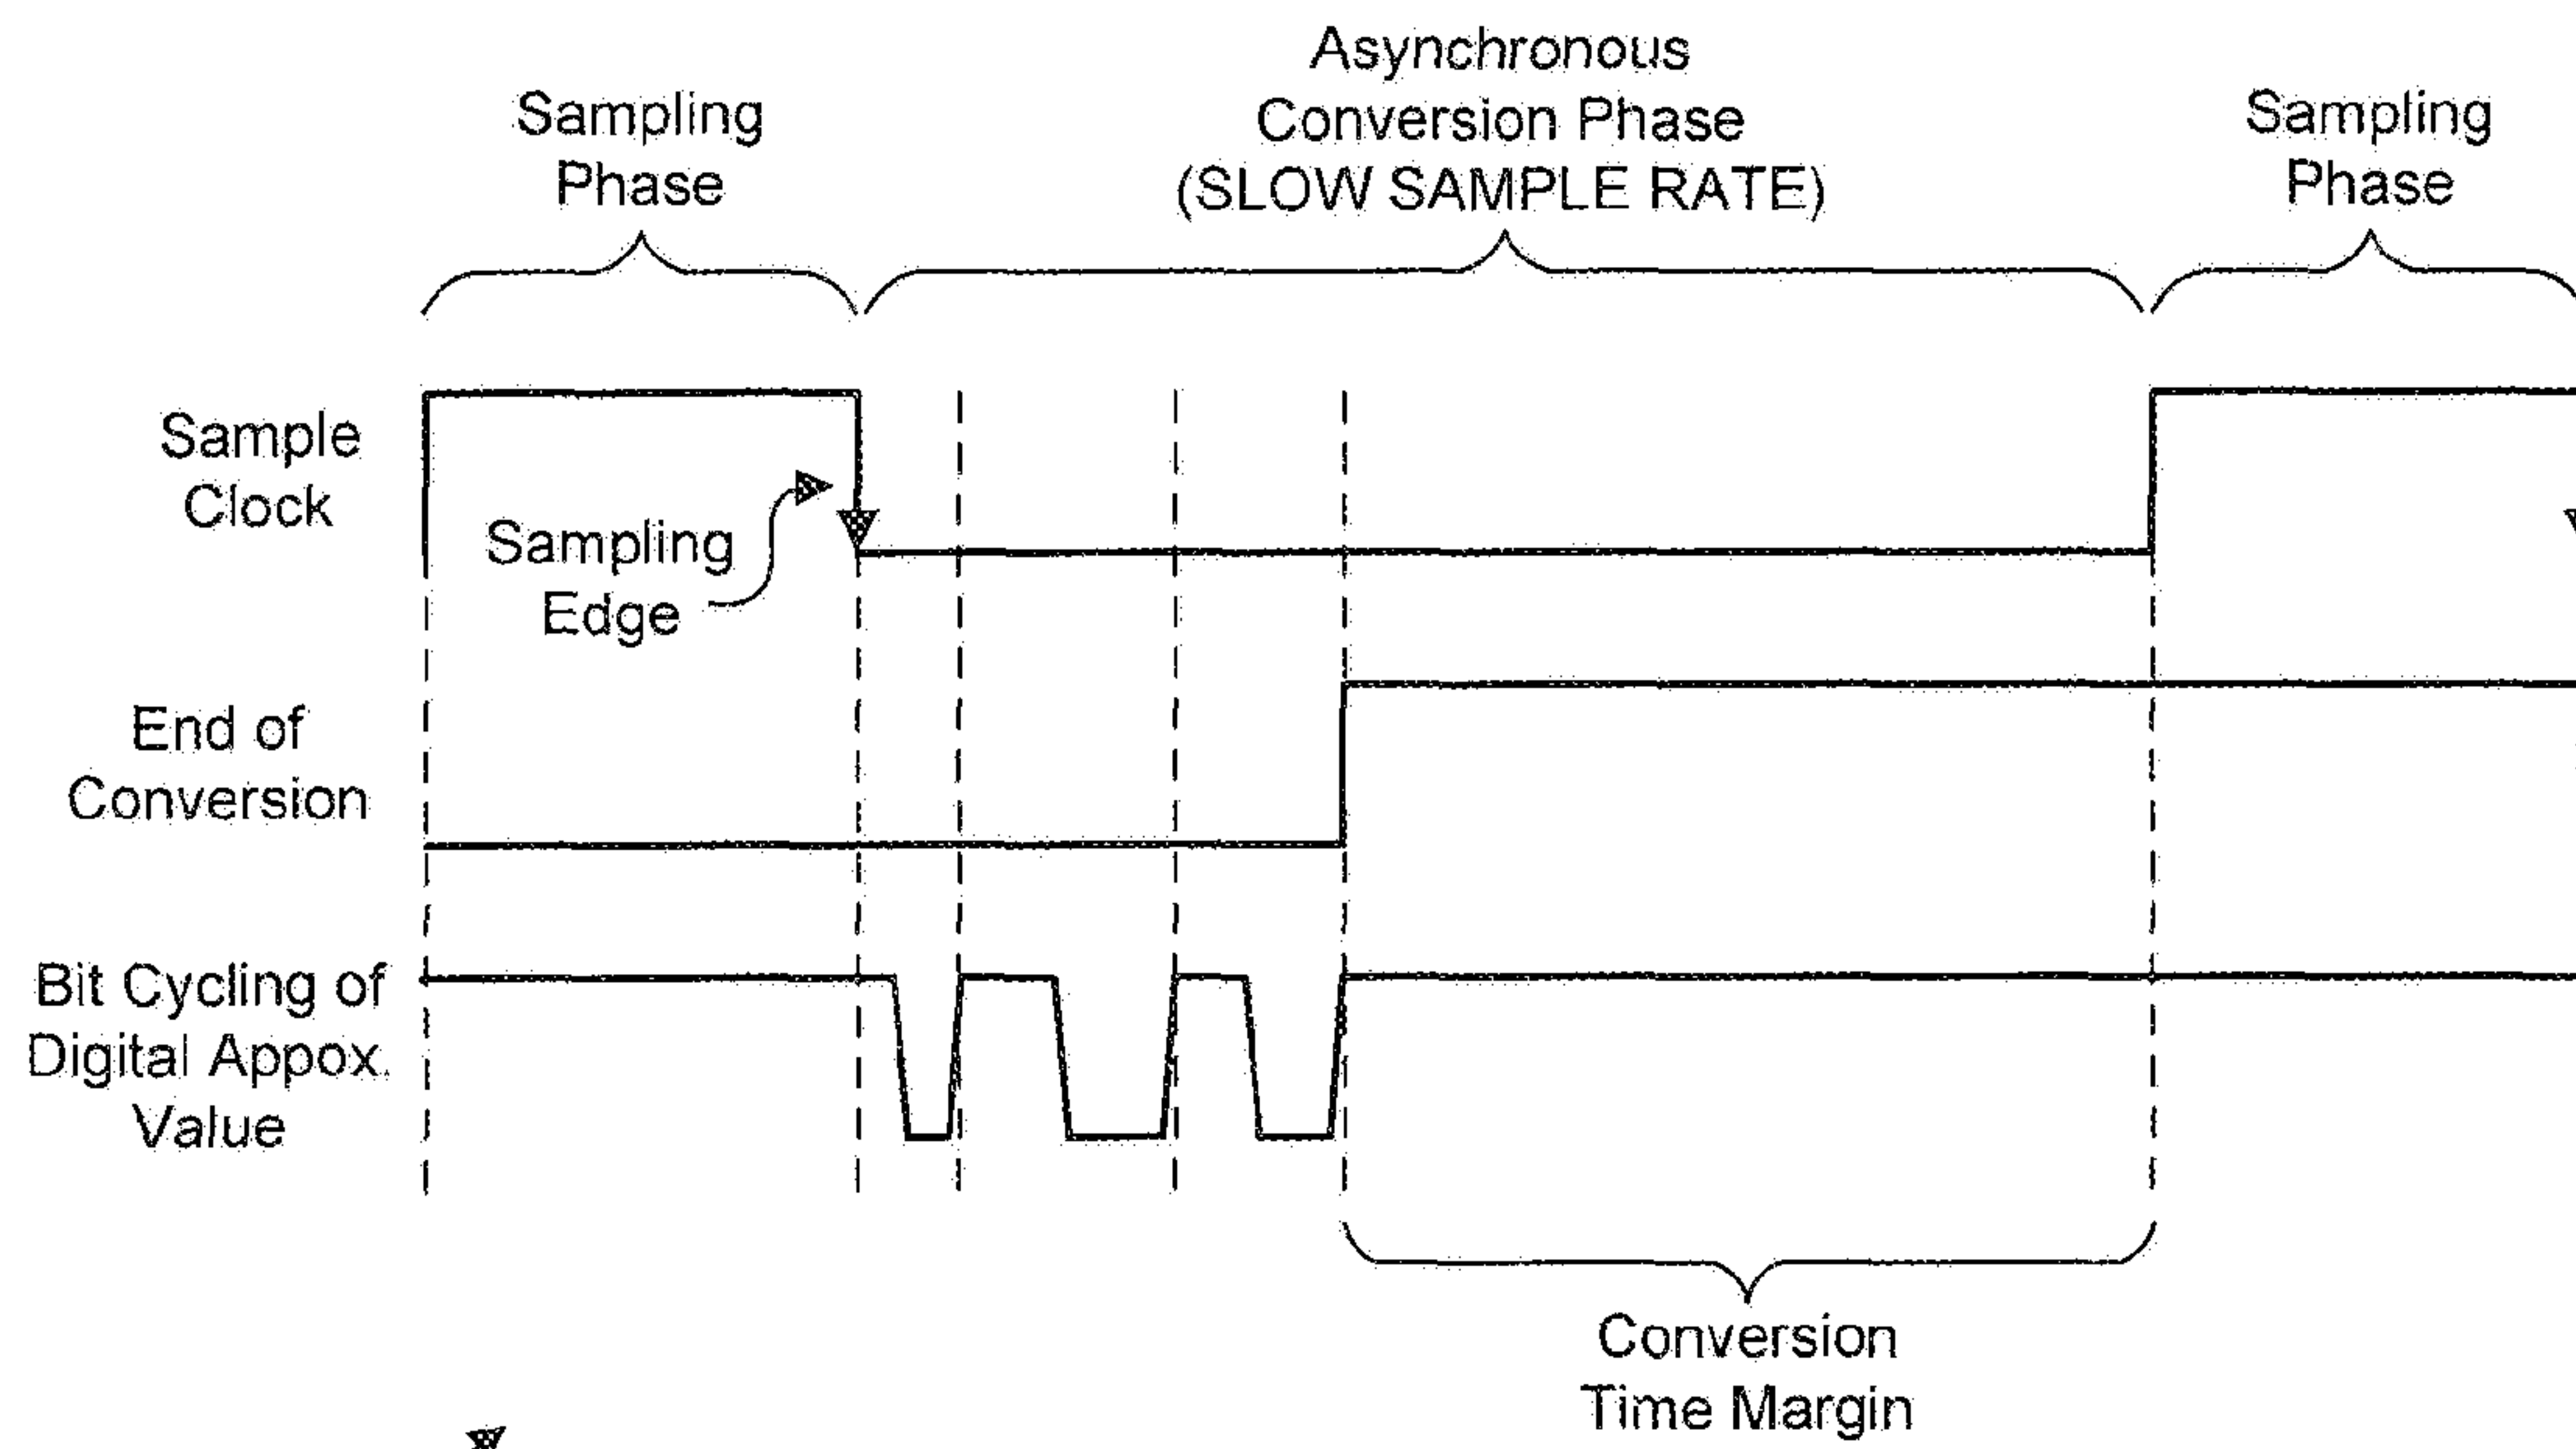 Asynchronous
Conversion Phase
(SLOW SAMPLE RATE)
Sampling
Phase
Sampling
Phase
Sample
Clock
Sampling
Edge
End of
Conversion
Bit Cycling of
Digital Appox.
Value
Conversion
Time Margin